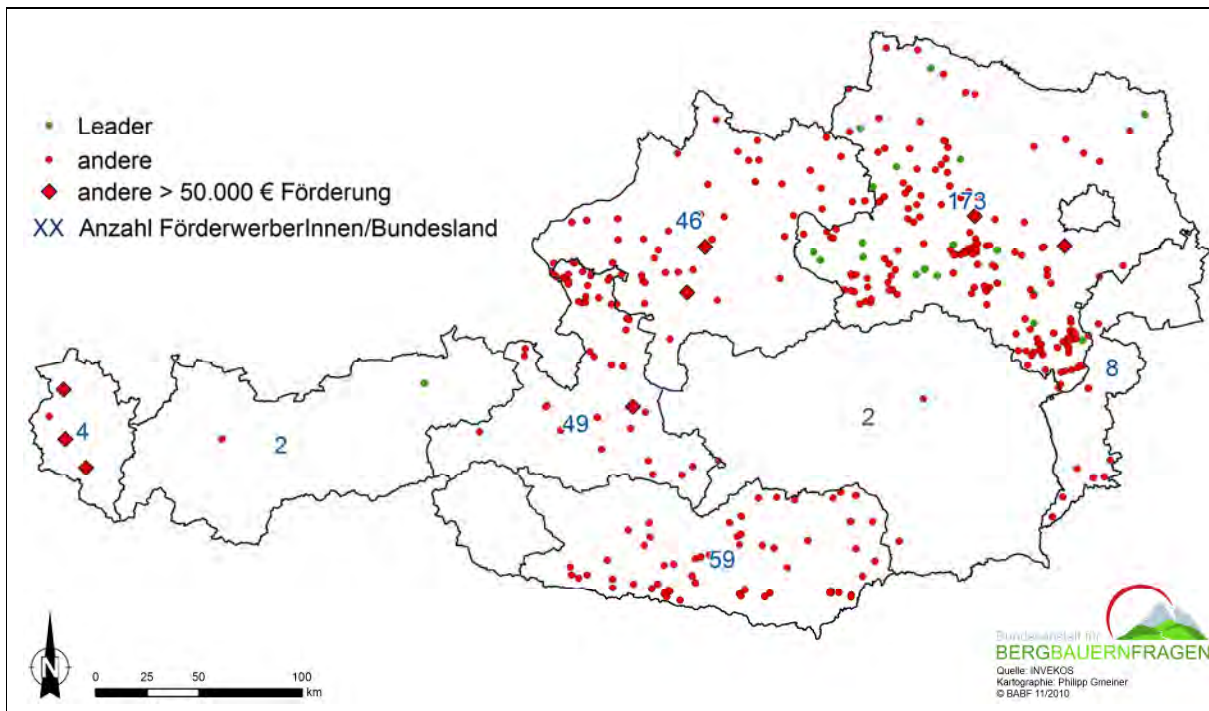 Leader
andere
andere > 50.000 € Förderung
XX Anzahl FörderwerberInnen/Bundesland
173
46
8
4
2
49
2
59
N
0 25 50 100
km
Bundesanstalt für
BERGBAUERNFRAGEN
Quelle: INVEKOS
Kartographie: Philipp Gmeiner
© BABF 11/2010